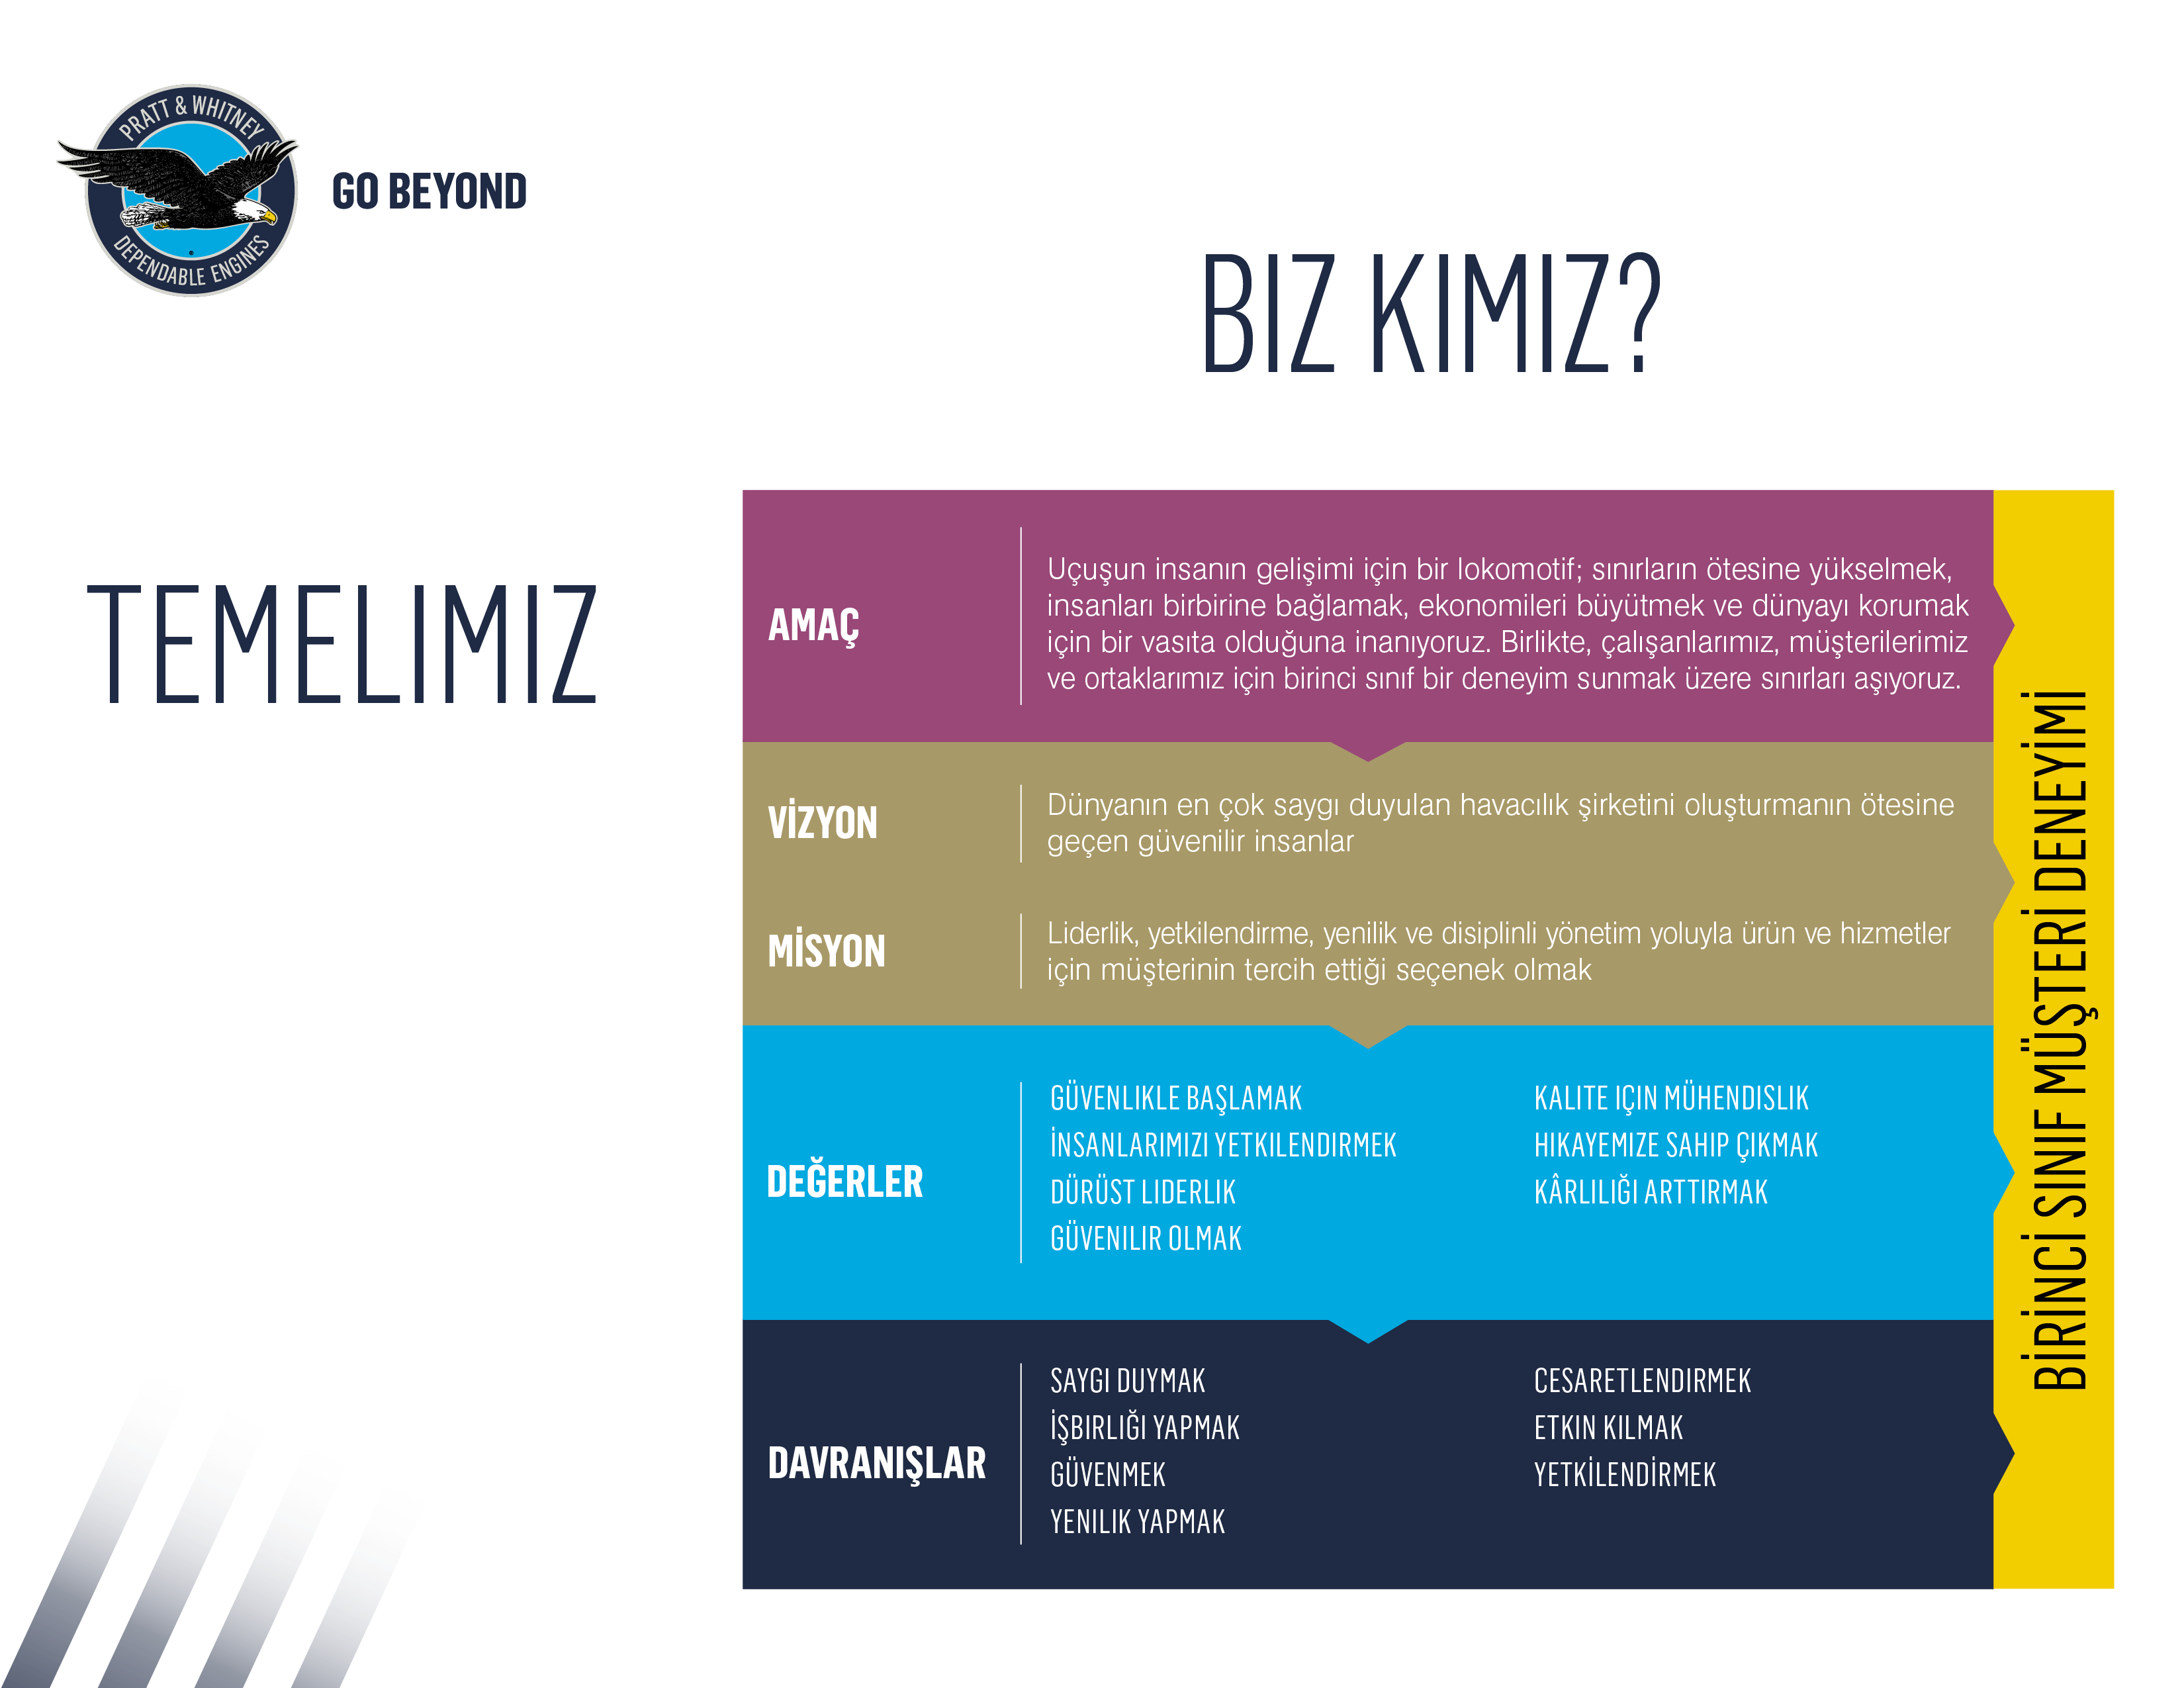 PRATT & WHITNEY
DEPENDABLE ENGINES
GO BEYOND
BIZ KIMIZ?
TEMELIMIZ
AMAÇ
Uçuşun insanın gelişimi için bir lokomotif; sınırların ötesine yükselmek,
insanları birbirine bağlamak, ekonomileri büyütmek ve dünyayı korumak
için bir vasıta olduğuna inanıyoruz. Birlikte, çalışanlarımız, müşterilerimiz
ve ortaklarımız için birinci sınıf bir deneyim sunmak üzere sınırları aşıyoruz.
VİZYON
Dünyanın en çok saygı duyulan havacılık şirketini oluşturmanın ötesine
geçen güvenilir insanlar
MİSYON
Liderlik, yetkilendirme, yenilik ve disiplinli yönetim yoluyla ürün ve hizmetler
için müşterinin tercih ettiği seçenek olmak
DEĞERLER
GÜVENLIKLE BAŞLAMAK
İNSANLARIMIZI YETKILENDIRMEK
DÜRÜST LIDERLIK
GÜVENILIR OLMAK
KALITE IÇIN MÜHENDISLIK
HIKAYEMIZE SAHIP ÇIKMAK
KÂRLILIĞI ARTTIRMAK
DAVRANIŞLAR
SAYGI DUYMAK
İŞBIRLIĞI YAPMAK
GÜVENMEK
YENILIK YAPMAK
CESARETLENDIRMEK
ETKIN KILMAK
YETKİLENDİRMEK
BİRİNCİ SINIF MÜŞTERİ DENEYİMİ